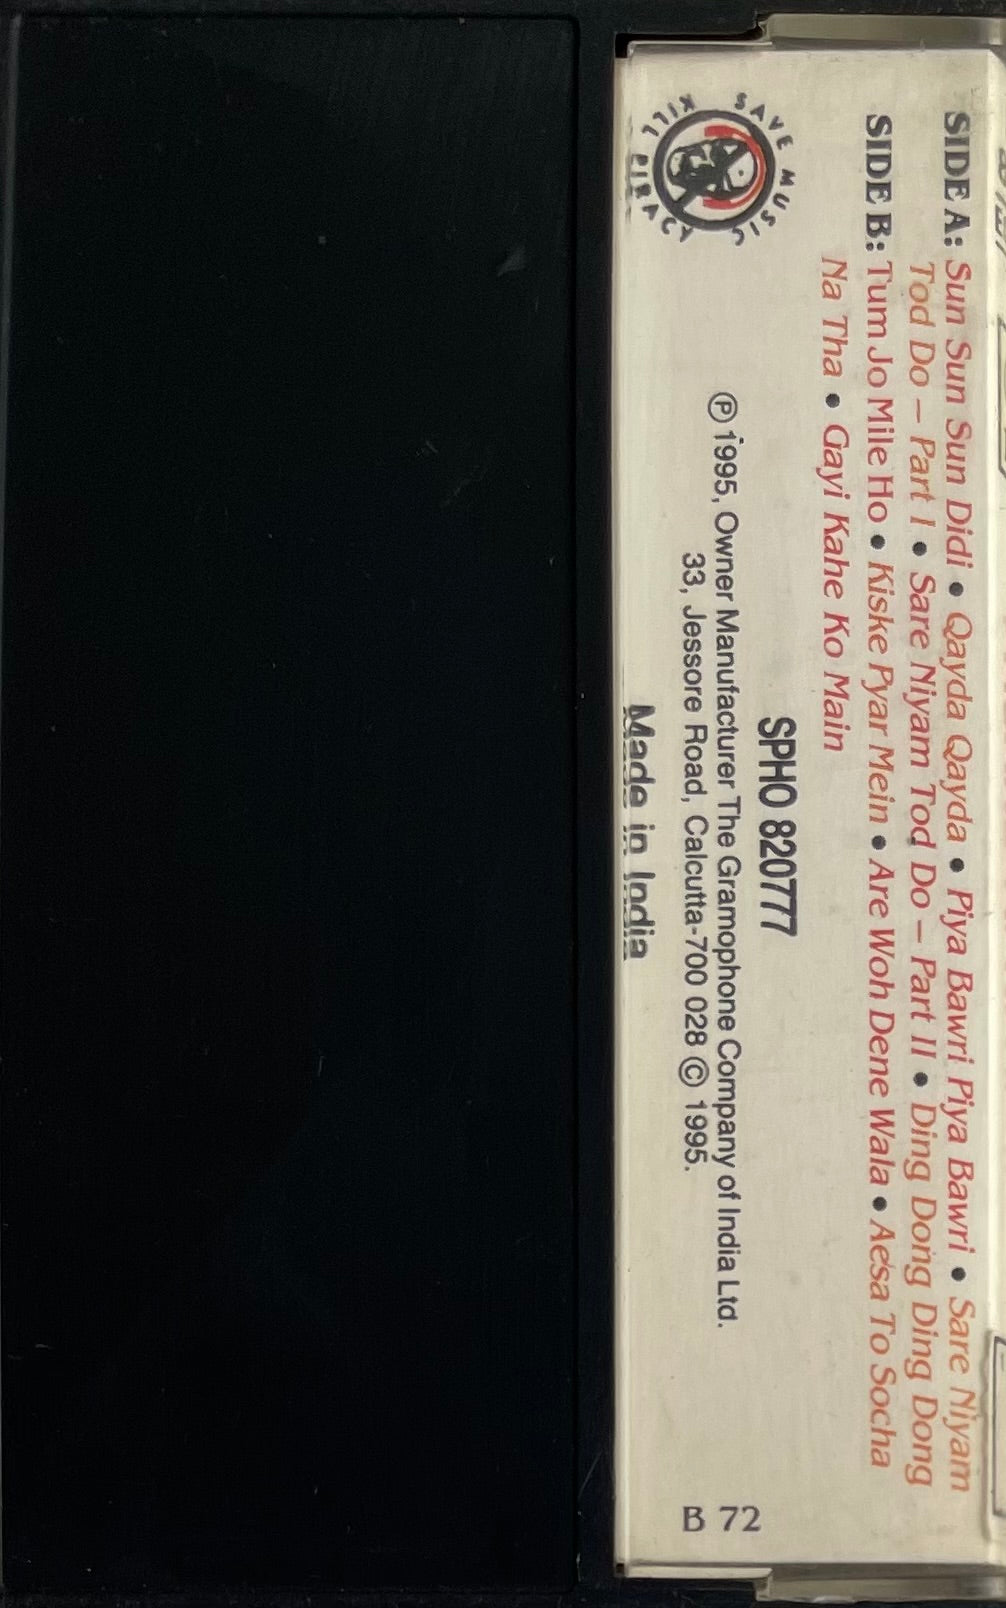 SIDE A: Sun Sun Sun Didi • Qayda Qayda • Piya Bawri Piya Bawri • Sare Niyam
Tod Do – Part I • Sare Niyam Tod Do – Part II • Ding Dong Ding Dong
SIDE B: Tum Jo Mile Ho • Kiske Pyar Mein • Are Woh Dene Wala • Aesa To Socha
Na Tha • Gayi Kahe Ko Main
SAVE MUSIC
KILL PIRACY
SPHO 820777
Ⓟ 1995, Owner Manufacturer The Gramophone Company of India Ltd.
33, Jessore Road, Calcutta-700 028 © 1995.
Made in India
B 72